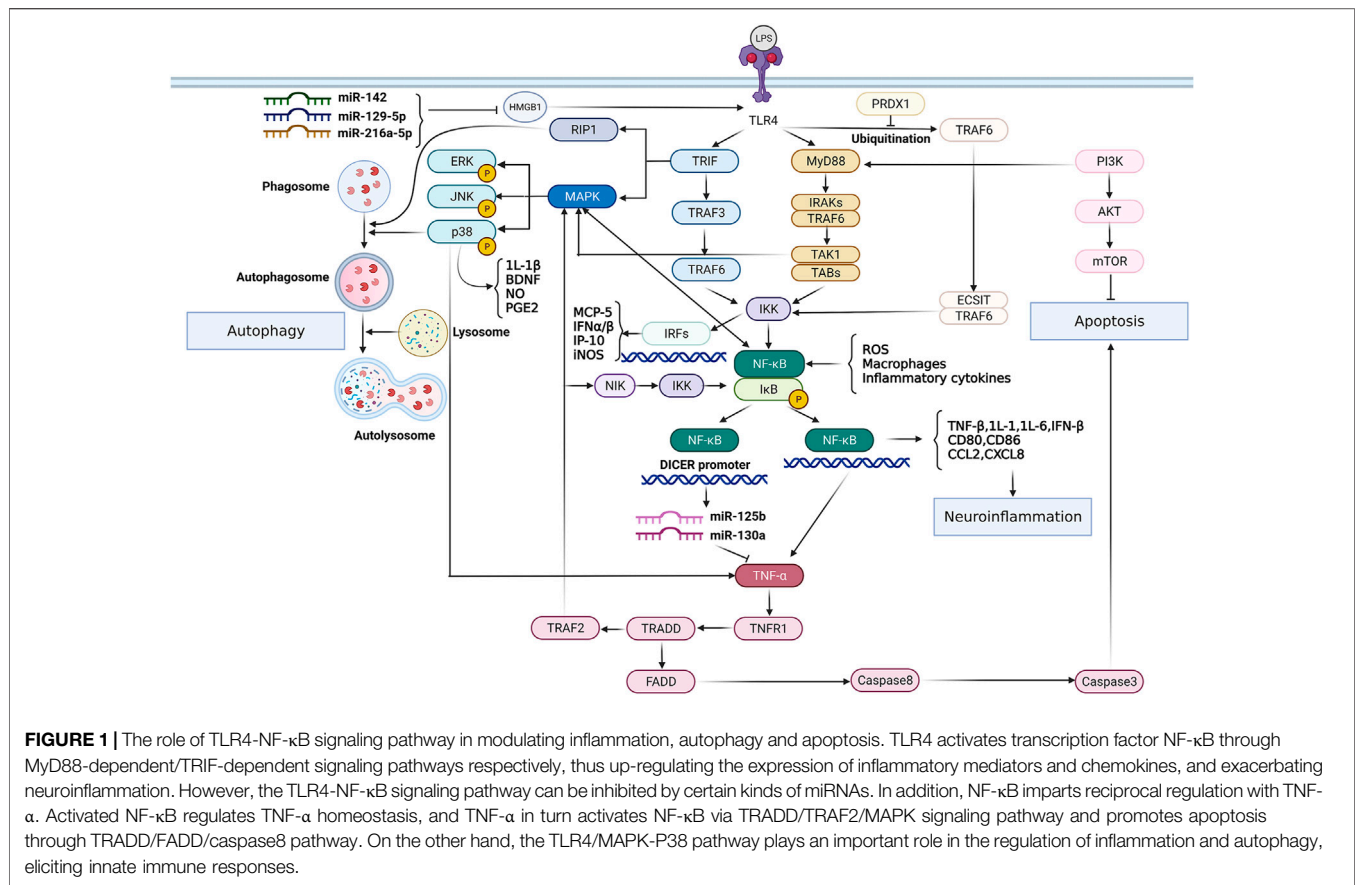 LPS
miR-142
miR-129-5p
miR-216a-5p
HMGB1
TLR4
PRDX1
Ubiquitination
TRAF6
RIP1
TRIF
MyD88
PI3K
ERK
P
JNK
P
p38
P
MAPK
Phagosome
TRAF3
IRAKs
TRAF6
AKT
TRAF6
TAK1
TABs
mTOR
Autophagosome
1L-1β
BDNF
NO
PGE2
Autophagy
Lysosome
MCP-5
IFNα/β
IP-10
iNOS
IRFs
IKK
ECSIT
TRAF6
Apoptosis
NF-κB
IκB
P
ROS
Macrophages
Inflammatory cytokines
NIK
IKK
Autolysosome
NF-κB
NF-κB
TNF-β,1L-1,1L-6,IFN-β
CD80,CD86
CCL2,CXCL8
DICER promoter
Neuroinflammation
miR-125b
miR-130a
TNF-α
TRAF2
TRADD
TNFR1
FADD
Caspase8
Caspase3
FIGURE 1 | The role of TLR4-NF-κB signaling pathway in modulating inflammation, autophagy and apoptosis. TLR4 activates transcription factor NF-κB through
MyD88-dependent/TRIF-dependent signaling pathways respectively, thus up-regulating the expression of inflammatory mediators and chemokines, and exacerbating
neuroinflammation. However, the TLR4-NF-κB signaling pathway can be inhibited by certain kinds of miRNAs. In addition, NF-κB imparts reciprocal regulation with TNF-
α. Activated NF-κB regulates TNF-α homeostasis, and TNF-α in turn activates NF-κB via TRADD/TRAF2/MAPK signaling pathway and promotes apoptosis
through TRADD/FADD/caspase8 pathway. On the other hand, the TLR4/MAPK-P38 pathway plays an important role in the regulation of inflammation and autophagy,
eliciting innate immune responses.